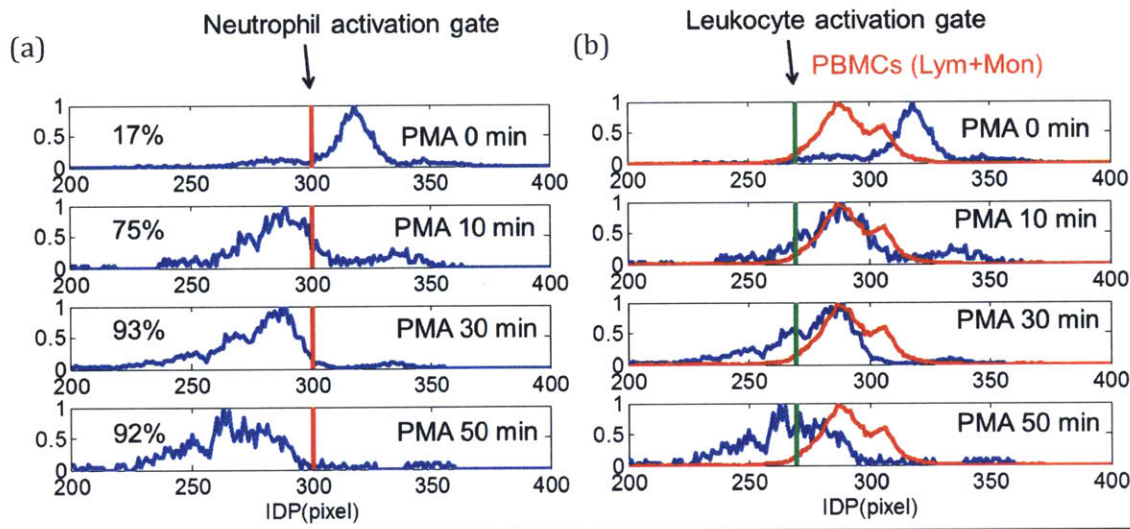 Neutrophil activation gate
(a)
17%
PMA 0 min
1
0.5
0
200 250 300 350 400
75%
PMA 10 min
1
0.5
0
200 250 300 350 400
93%
PMA 30 min
1
0.5
0
200 250 300 350 400
92%
PMA 50 min
1
0.5
0
200 250 300 350 400
IDP(pixel)
Leukocyte activation gate
(b)
PBMCs (Lym+Mon)
PMA 0 min
1
0.5
0
200 250 300 350 400
PMA 10 min
1
0.5
0
200 250 300 350 400
PMA 30 min
1
0.5
0
200 250 300 350 400
PMA 50 min
1
0.5
0
200 250 300 350 400
IDP(pixel)